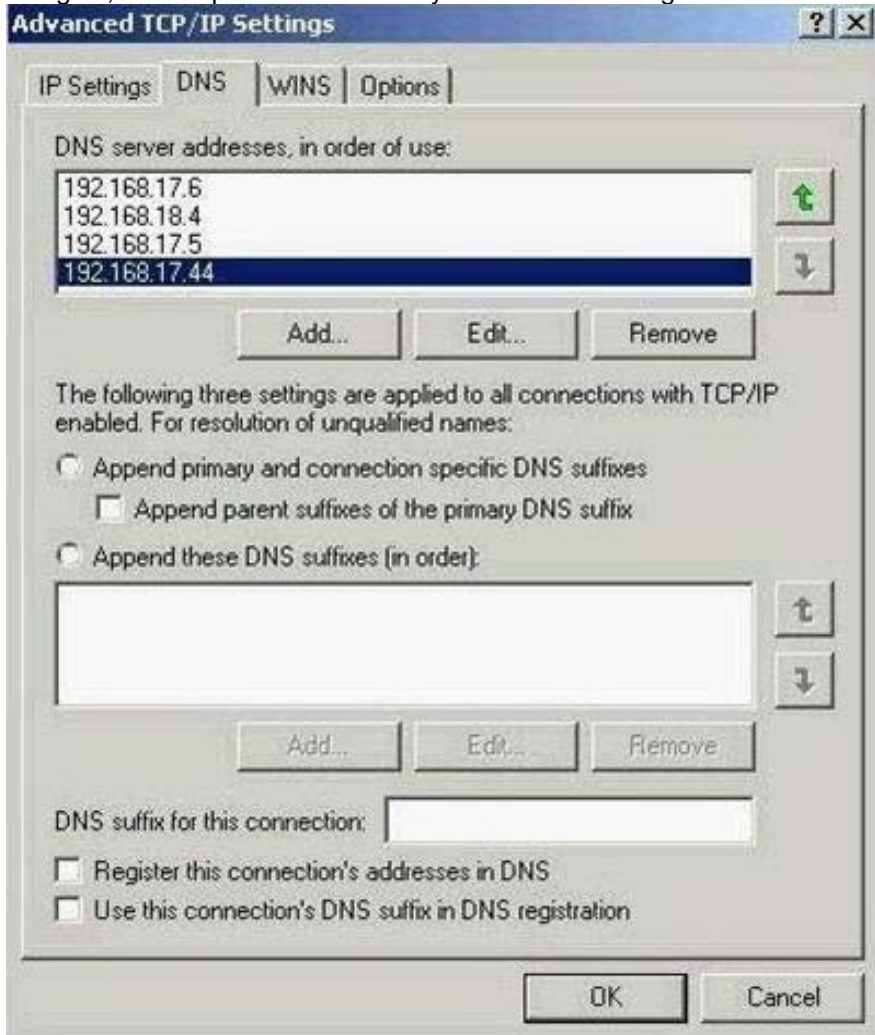 Advanced TCP/IP Settings
IP Settings DNS WINS Options
DNS server addresses, in order of use:
192.168.17.6
192.168.18.4
192.168.17.5
192.168.17.44
Add... Edit... Remove
The following three settings are applied to all connections with TCP/IP
enabled. For resolution of unqualified names:
Append primary and connection specific DNS suffixes
Append parent suffixes of the primary DNS suffix
Append these DNS suffixes (in order):
Add... Edit... Remove
DNS suffix for this connection:
Register this connection's addresses in DNS
Use this connection's DNS suffix in DNS registration
OK Cancel